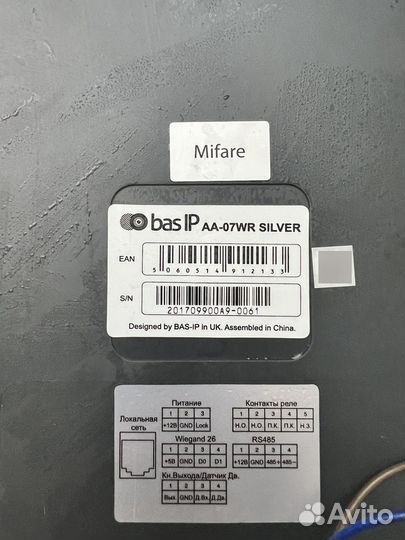 Mifare
bas IP AA-07WR SILVER
EAN
5 060514 912133
S/N
201709900A9-0061
Designed by BAS-IP in UK. Assembled in China.
Питание
Контакты реле
Локальная сеть
1 2 3
1 2 3 4 5
+12В GND Lock
Н.О. Н.О. П.К. П.К. Н.З.
Wiegand 26
RS485
1 2 3 4
1 2 3 4
+5В GND D0 D1
+12В GND 485+ 485-
Кн.Выхода/Датчик Дв.
1 2 3 4
Вых. GND Д.Вх. Д.Дв.
Avito